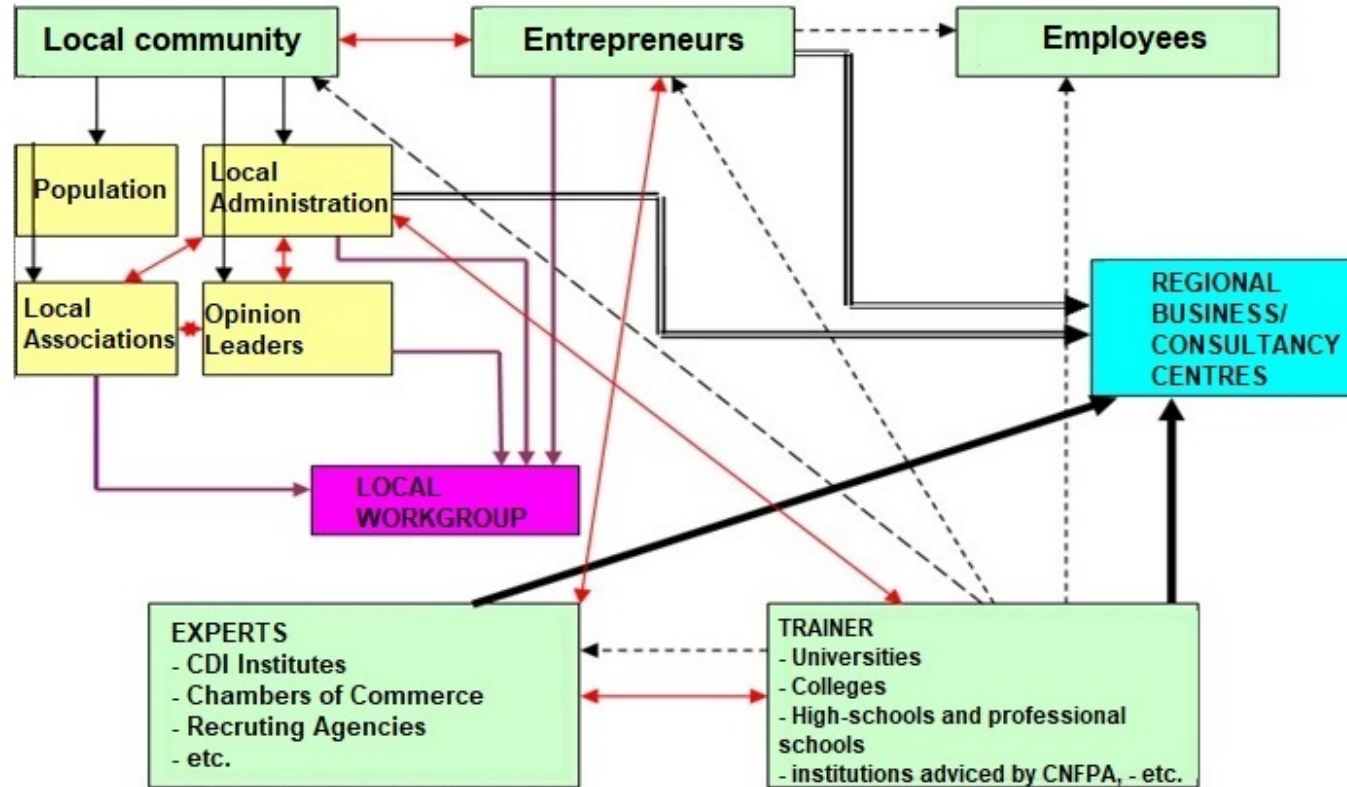 Local community
Entrepreneurs
Employees
Population
Local
Administration
Local
Associations
Opinion
Leaders
REGIONAL
BUSINESS/
CONSULTANCY
CENTRES
LOCAL
WORKGROUP
EXPERTS
- CDI Institutes
- Chambers of Commerce
- Recruting Agencies
- etc.
TRAINER
- Universities
- Colleges
- High-schools and professional
schools
- institutions adviced by CNFPA, - etc.